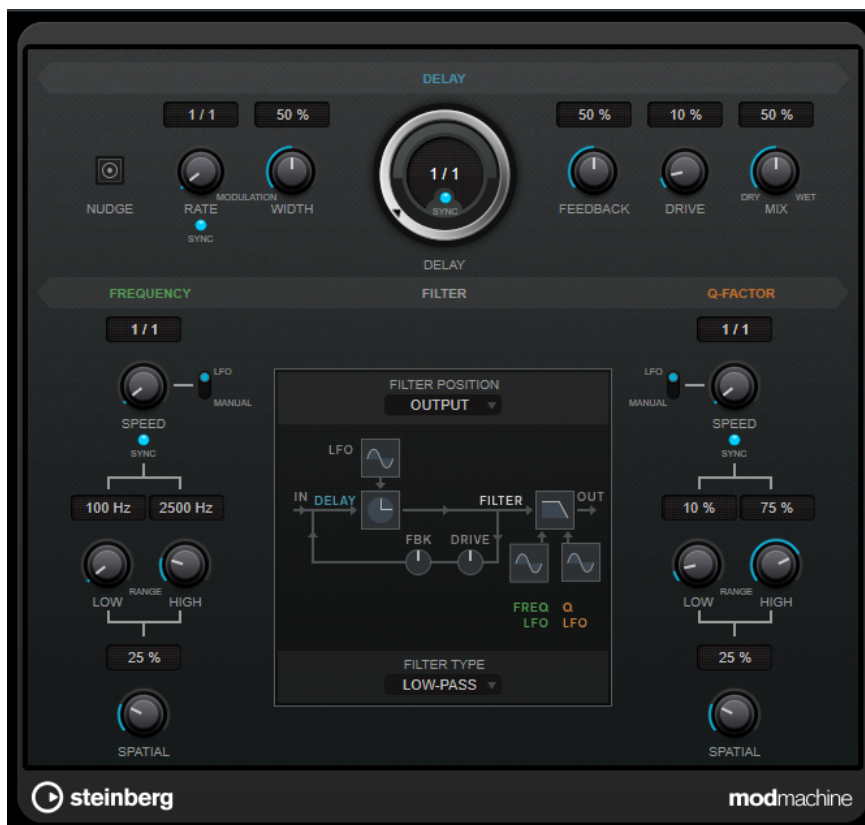 DELAY
1 / 1 50 % 50 % 10 % 50 %
1 / 1
SYNC
NUDGE RATE MODULATION WIDTH FEEDBACK DRIVE DRY MIX WET
SYNC
DELAY
FREQUENCY FILTER Q-FACTOR
1 / 1 1 / 1
LFO LFO
MANUAL MANUAL
SPEED SPEED
SYNC SYNC
FILTER POSITION
OUTPUT
LFO
IN DELAY FILTER OUT
FBK DRIVE
FREQ Q
LFO LFO
FILTER TYPE
LOW-PASS
100 Hz 2500 Hz 10 % 75 %
LOW RANGE HIGH LOW RANGE HIGH
25 % 25 %
SPATIAL SPATIAL
steinberg modmachine